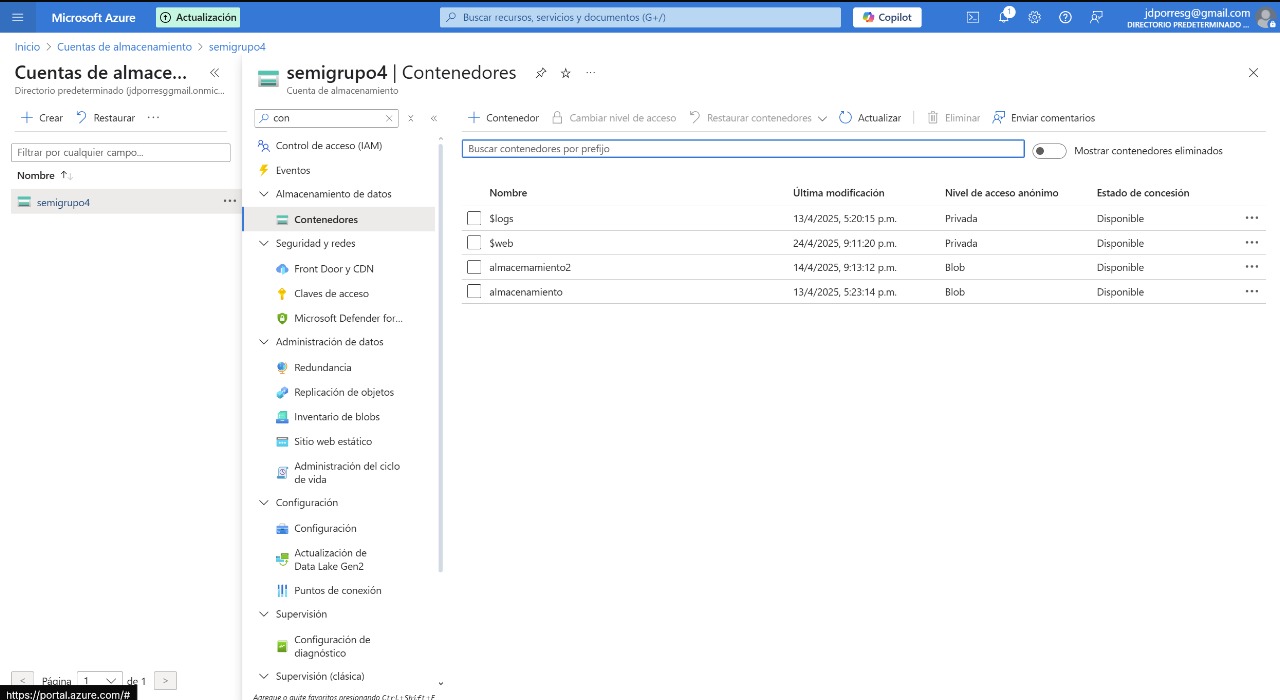 Microsoft Azure
Actualización
Buscar recursos, servicios y documentos (G+/)
Copilot
1
jdporresg@gmail.com
DIRECTORIO PREDETERMINADO ...
Inicio > Cuentas de almacenamiento > semigrupo4
Cuentas de almace...
Directorio predeterminado (jdporresggmail.onmic...
Crear
Restaurar
Filtrar por cualquier campo...
Nombre
semigrupo4
Página 1 de 1
https://portal.azure.com/#
semigrupo4 | Contenedores
Cuenta de almacenamiento
con
Control de acceso (IAM)
Eventos
Almacenamiento de datos
Contenedores
Seguridad y redes
Front Door y CDN
Claves de acceso
Microsoft Defender for...
Administración de datos
Redundancia
Replicación de objetos
Inventario de blobs
Sitio web estático
Administración del ciclo
de vida
Configuración
Configuración
Actualización de
Data Lake Gen2
Puntos de conexión
Supervisión
Configuración de
diagnóstico
Supervisión (clásica)
Agregue o quite favoritos presionando Ctrl+Shift+F
Contenedor
Cambiar nivel de acceso
Restaurar contenedores
Actualizar
Eliminar
Enviar comentarios
Buscar contenedores por prefijo
Mostrar contenedores eliminados
Nombre Última modificación Nivel de acceso anónimo Estado de concesión
$logs 13/4/2025, 5:20:15 p.m. Privada Disponible
$web 24/4/2025, 9:11:20 p.m. Privada Disponible
almacemamiento2 14/4/2025, 9:13:12 p.m. Blob Disponible
almacenamiento 13/4/2025, 5:23:14 p.m. Blob Disponible